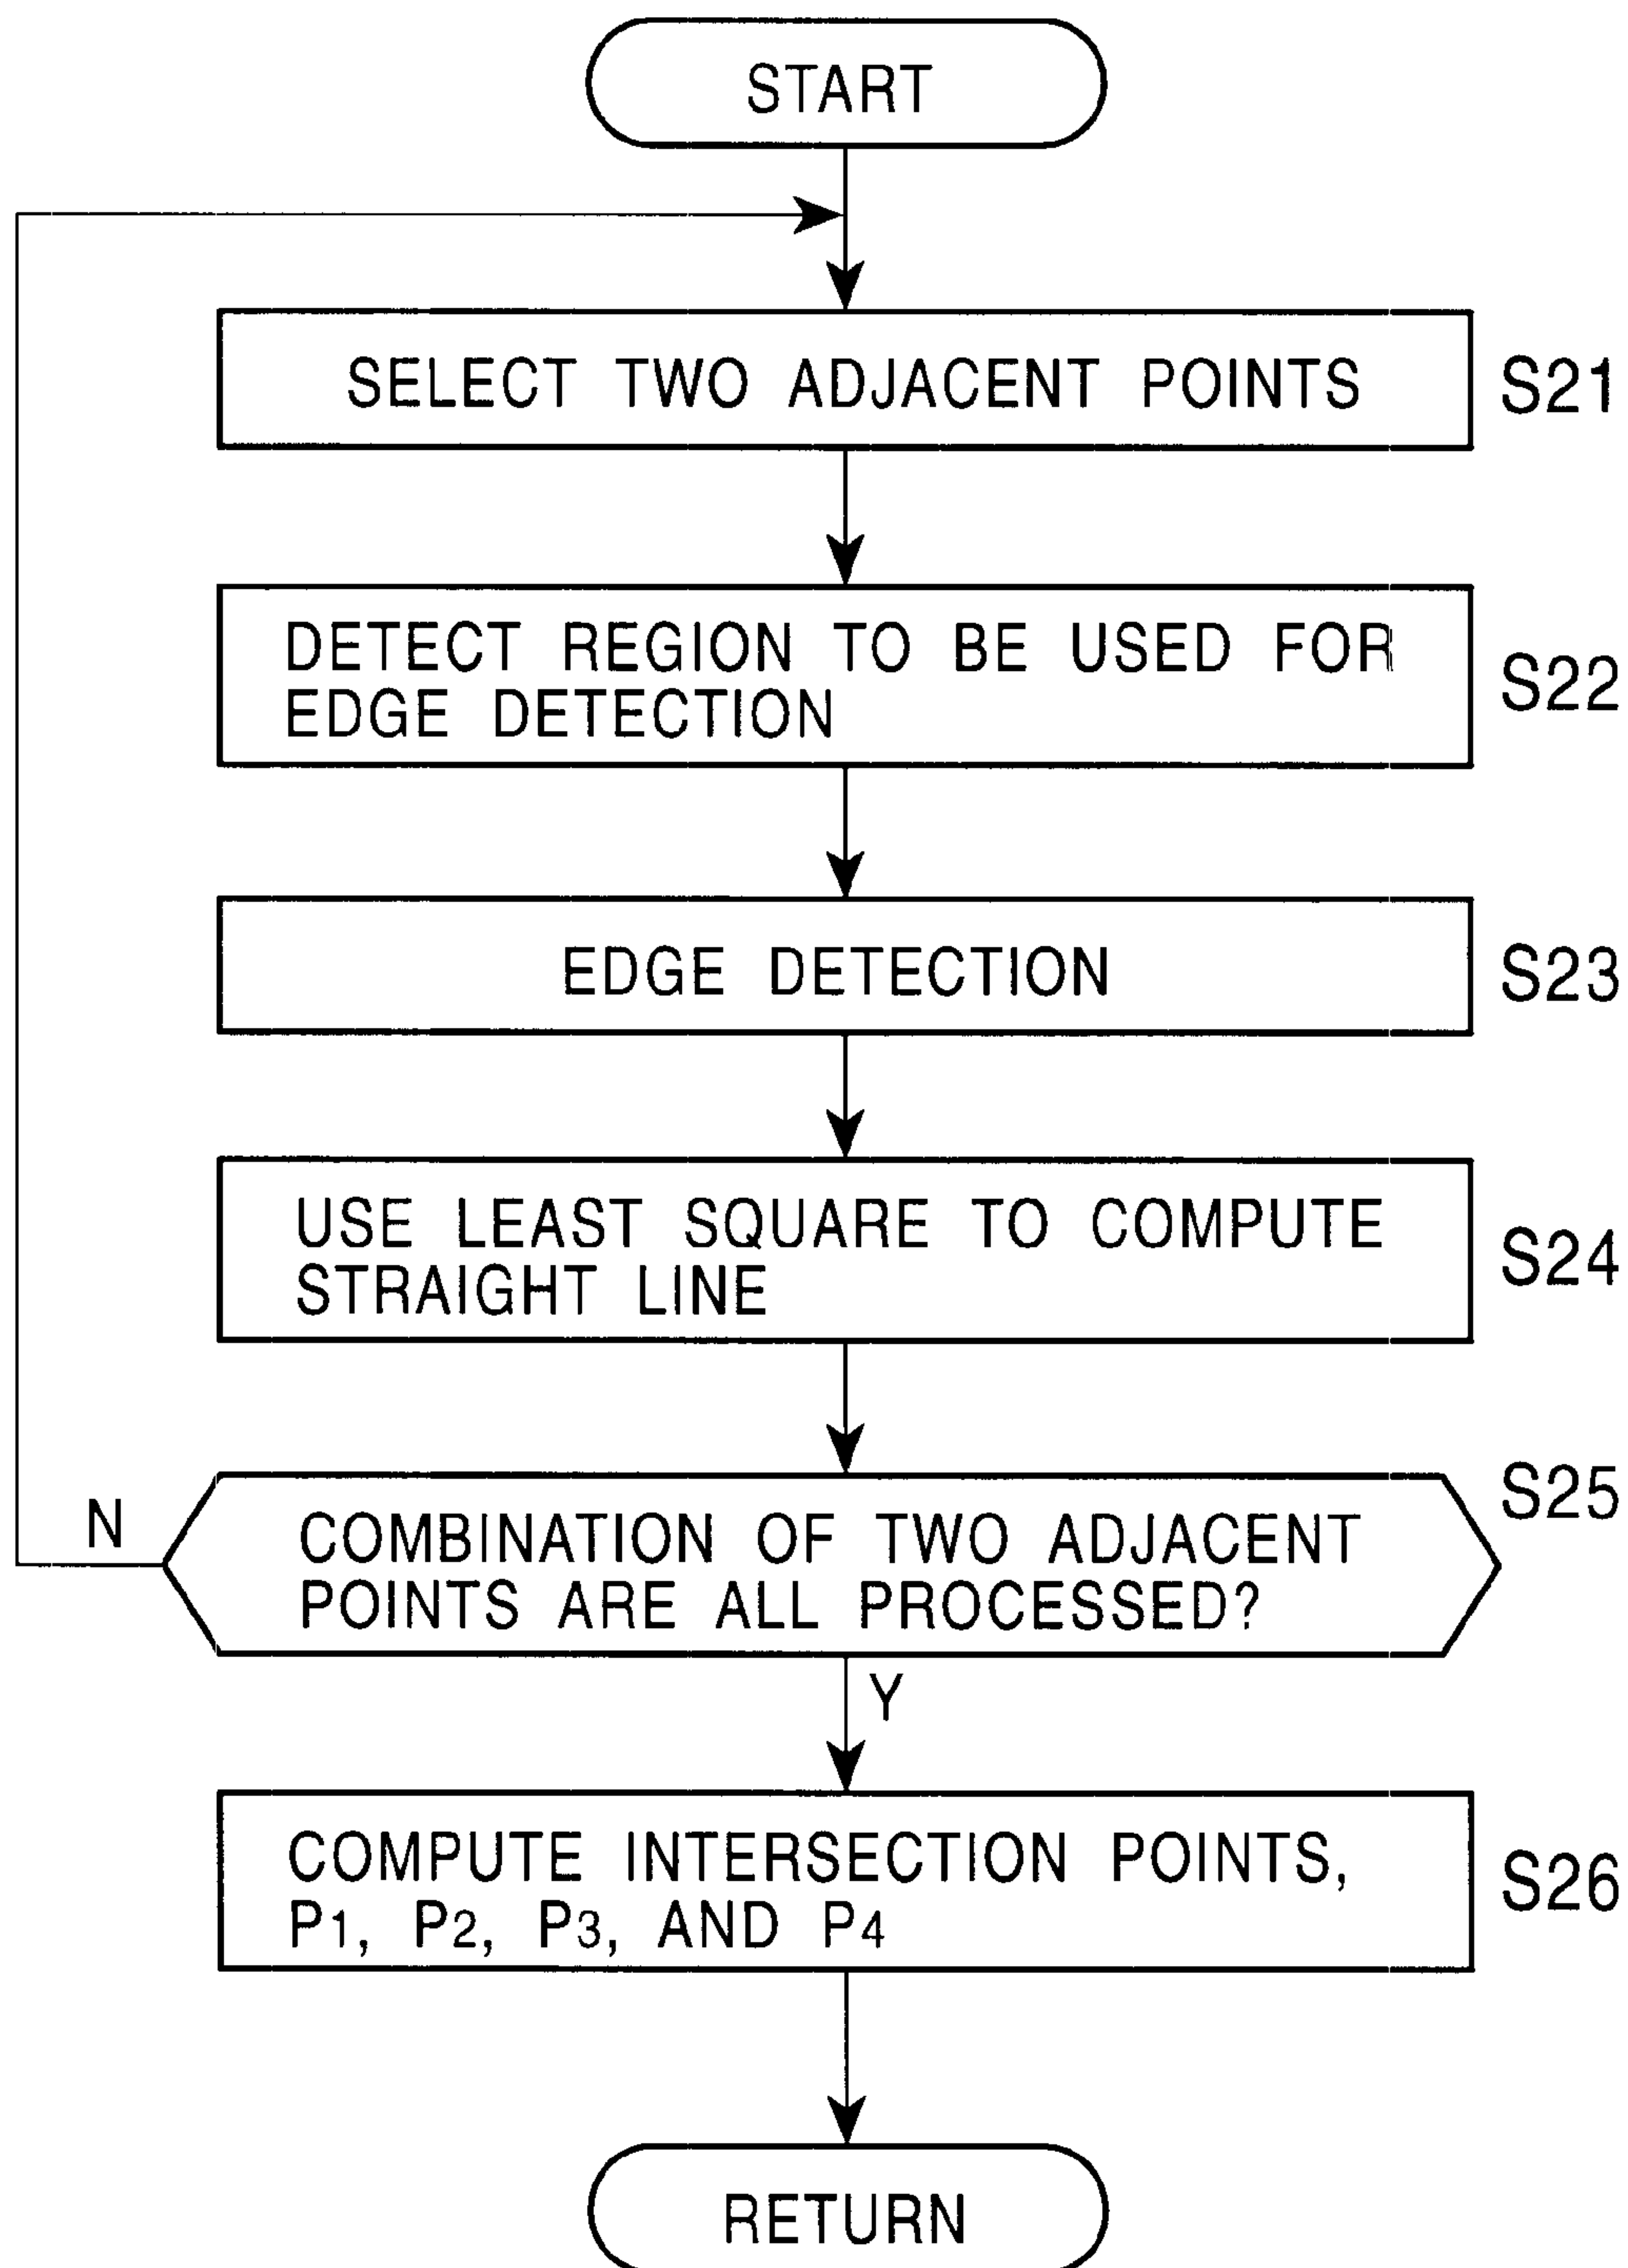 START
SELECT TWO ADJACENT POINTS
S21
DETECT REGION TO BE USED FOR
EDGE DETECTION
S22
EDGE DETECTION
S23
USE LEAST SQUARE TO COMPUTE
STRAIGHT LINE
S24
S25
N
COMBINATION OF TWO ADJACENT
POINTS ARE ALL PROCESSED?
Y
COMPUTE INTERSECTION POINTS,
P1, P2, P3, AND P4
S26
RETURN